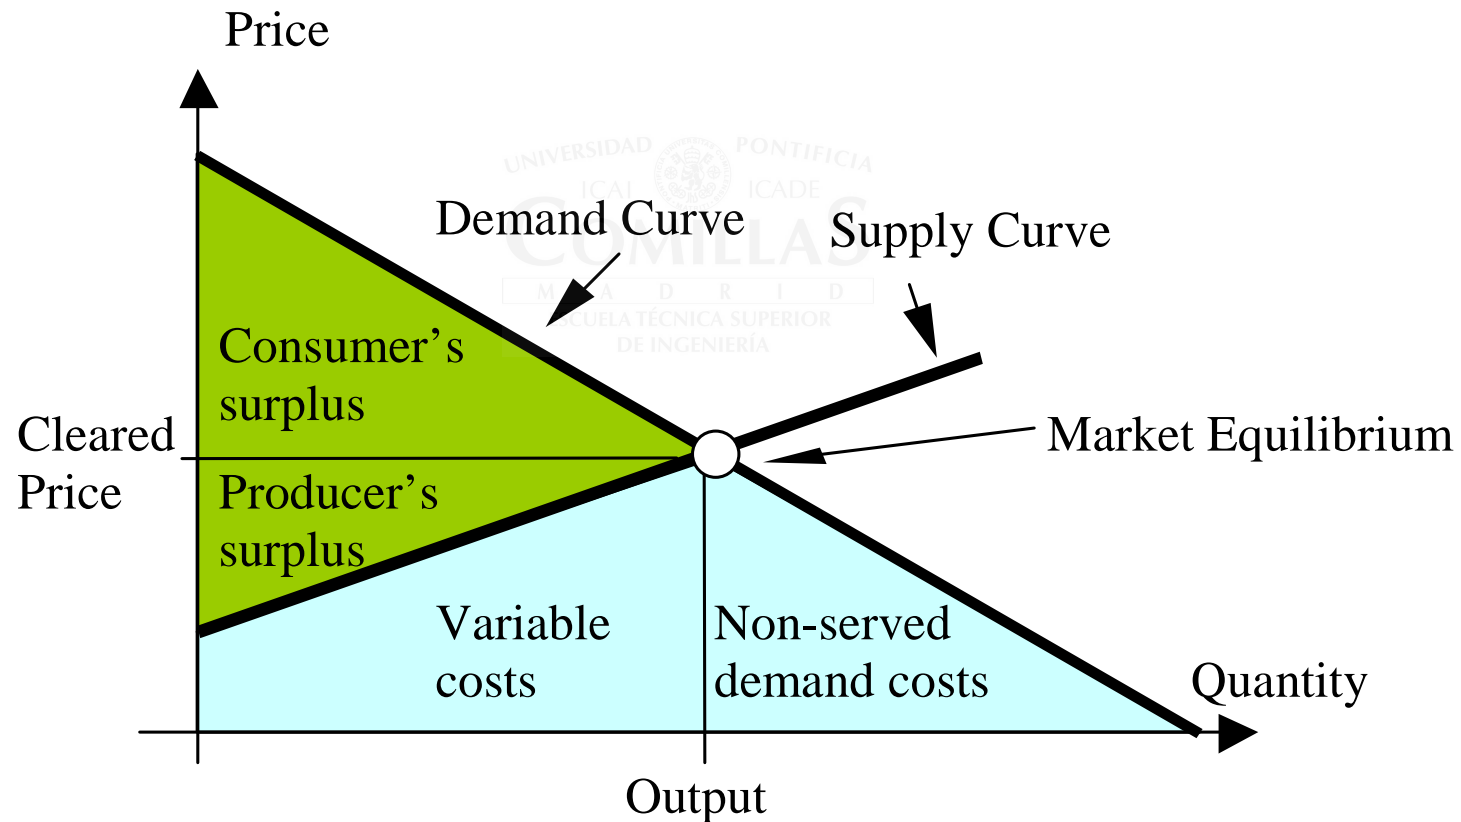 Price
UNIVERSIDAD PONTIFICIA
ICAI ICADE
COMILLAS
M A D R I D
ESCUELA TÉCNICA SUPERIOR
DE INGENIERÍA
Demand Curve
Supply Curve
Consumer’s
surplus
Cleared
Price
Market Equilibrium
Producer’s
surplus
Variable
costs
Non-served
demand costs
Quantity
Output